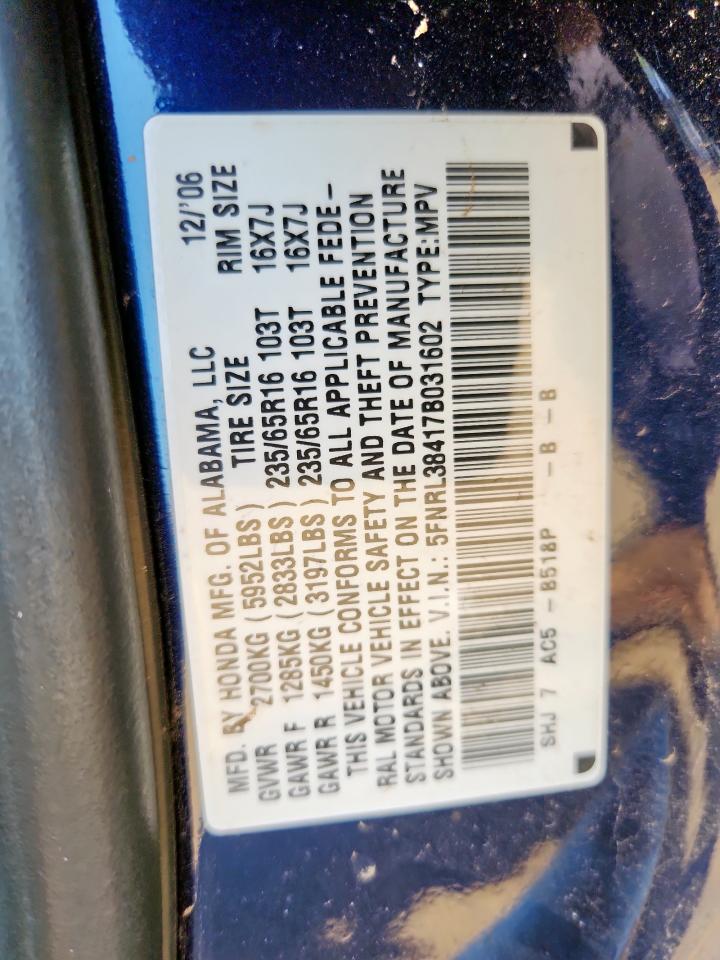 MFD. BY HONDA MFG. OF ALABAMA, LLC 12/'06
TIRE SIZE RIM SIZE
GVWR 2700KG (5952LBS)
GAWR F 1285KG (2833LBS) 235/65R16 103T 16X7J
GAWR R 1450KG (3197LBS) 235/65R16 103T 16X7J
THIS VEHICLE CONFORMS TO ALL APPLICABLE FEDE-
RAL MOTOR VEHICLE SAFETY AND THEFT PREVENTION
STANDARDS IN EFFECT ON THE DATE OF MANUFACTURE
SHOWN ABOVE. V.I.N.: 5FNRL38417B031602 TYPE:MPV
SHJ 7 AC5 -B518P -B -B